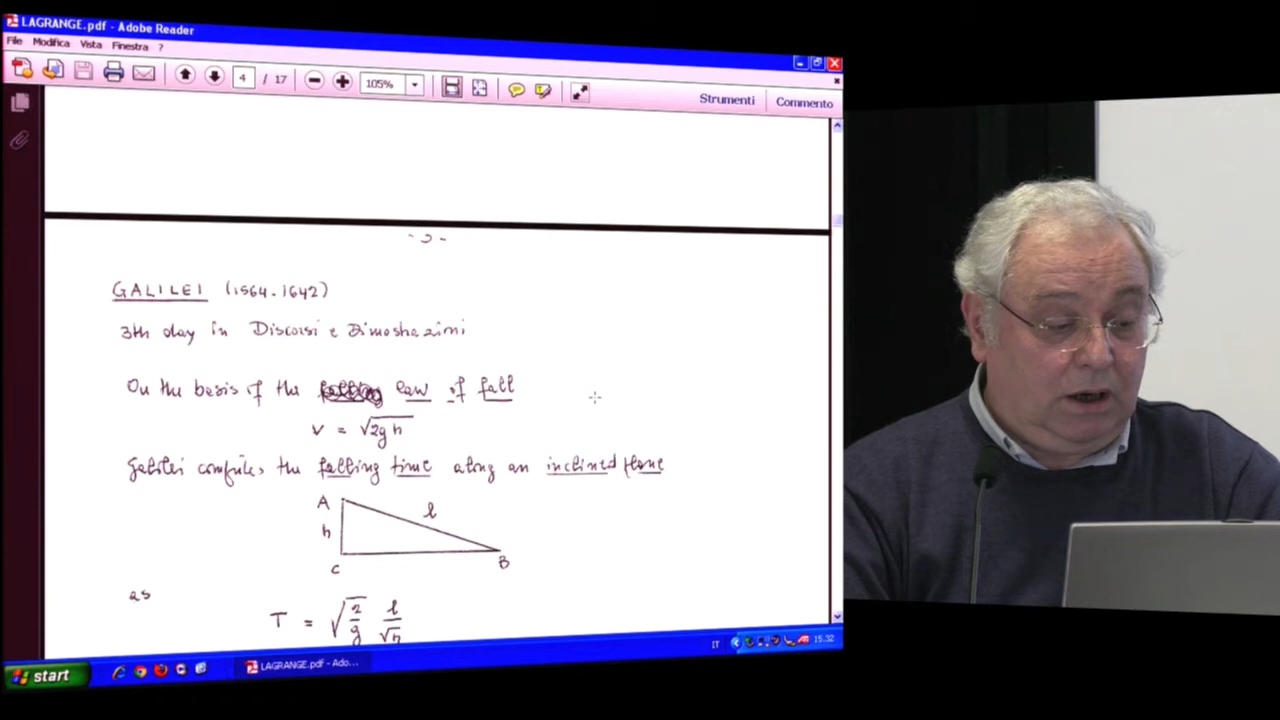 LAGRANGE.pdf - Adobe Reader
File Modifica Vista Finestra ?
4 / 17 105% Strumenti Commento
GALILEI (1564-1642)
3th day in Discorsi e Dimostrazioni
On the basis of the law of fall
v = √2gh
Galilei computes the falling time along an inclined plane
A
l
h
C B
as
T = √2/g l/√h
start LAGRANGE.pdf - Ado... IT 15.32